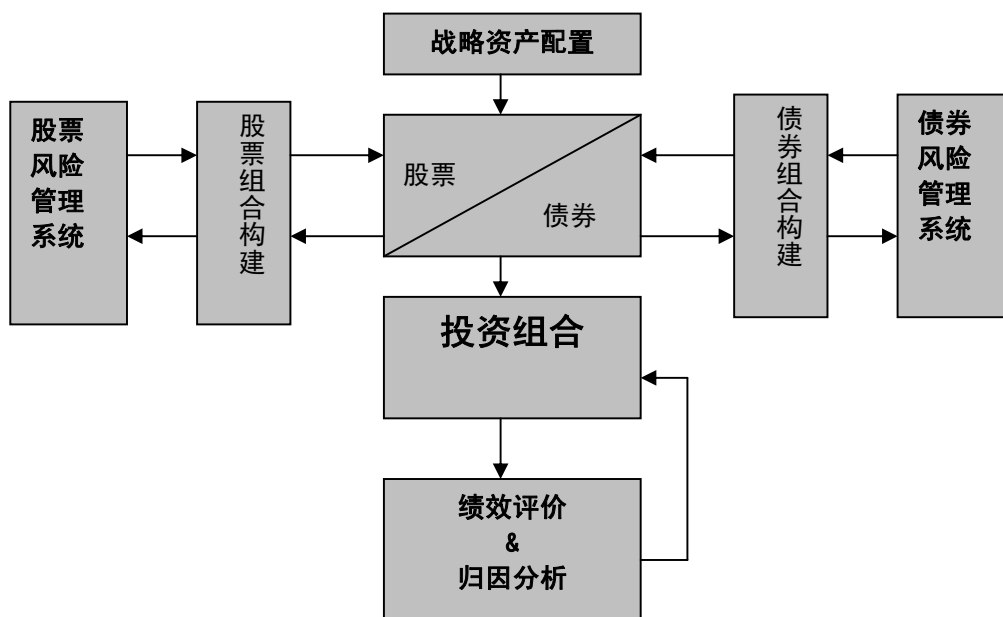 战略资产配置
股票
风险
管理
系统
股票组合构建
股票
债券
债券组合构建
债券
风险
管理
系统
投资组合
绩效评价
&
归因分析